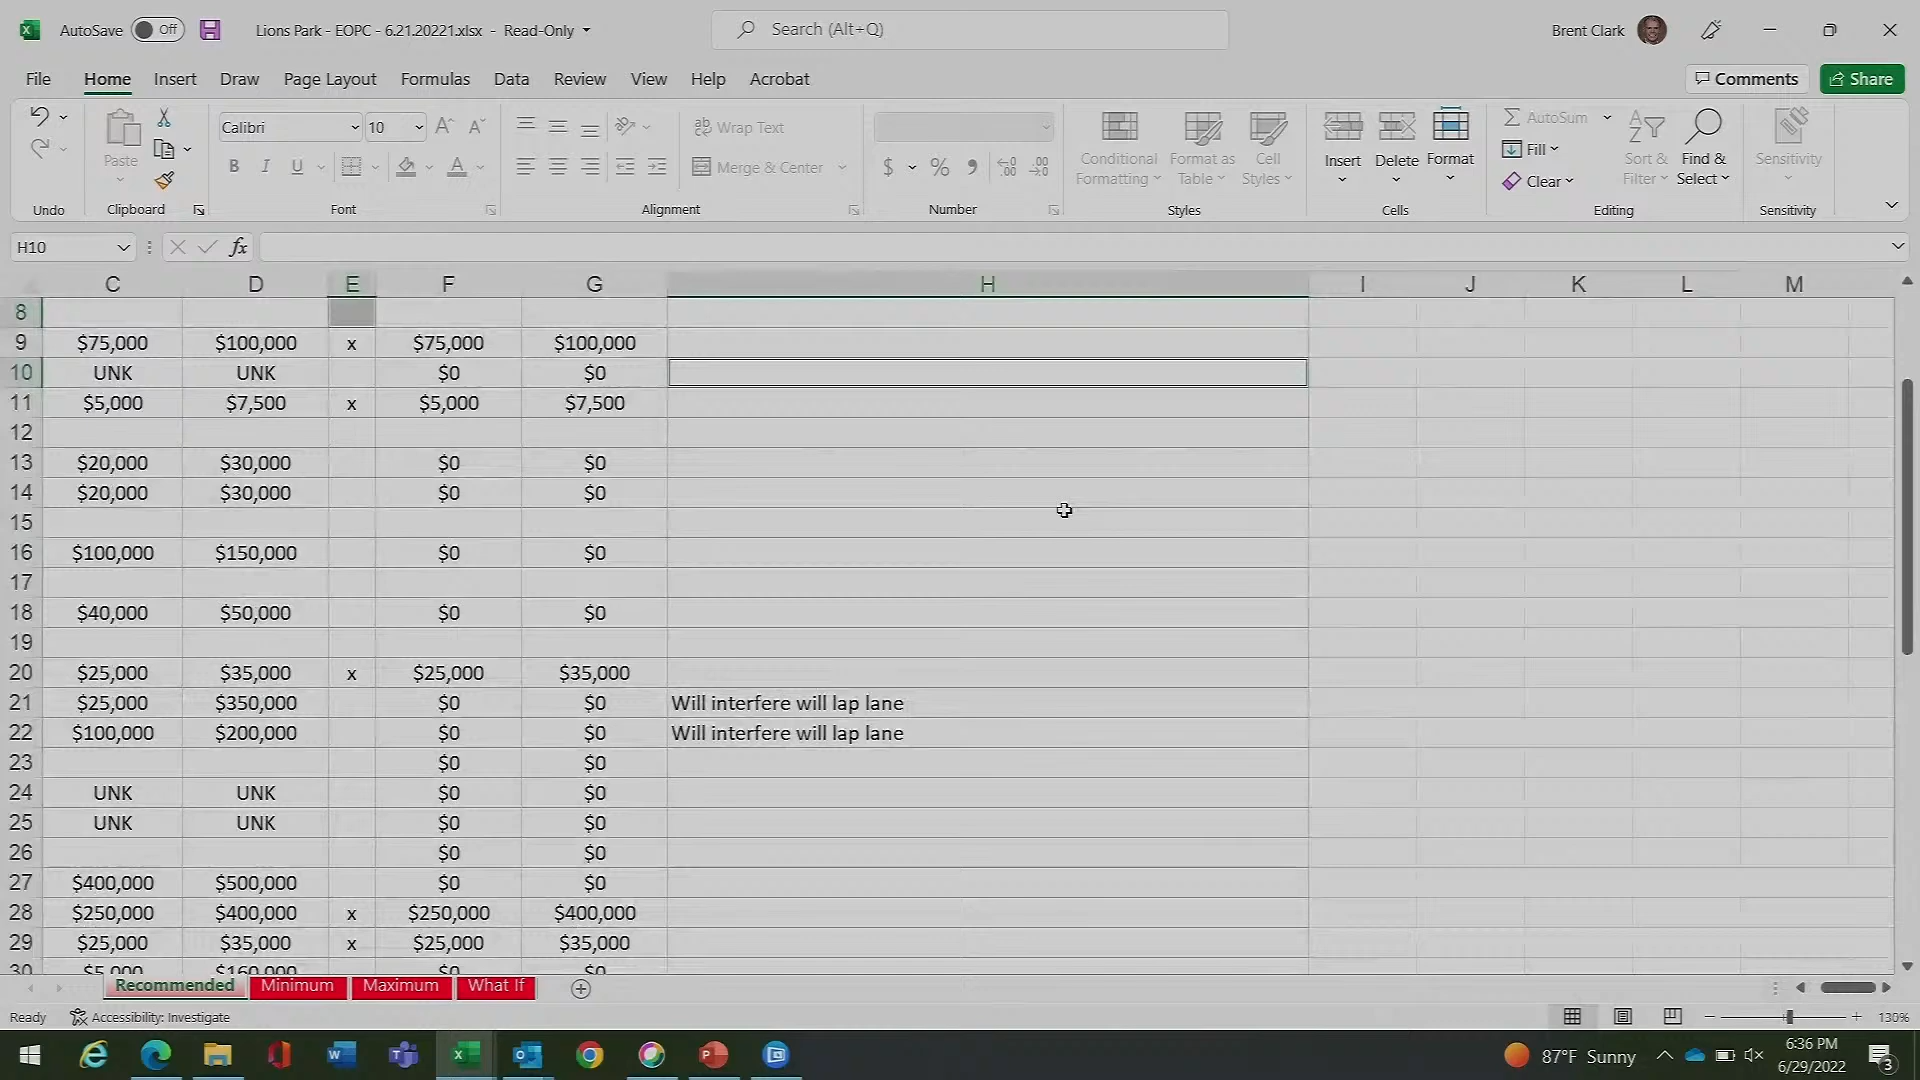 AutoSave Off Lions Park - EOPC - 6.21.20221.xlsx - Read-Only Search (Alt+Q) Brent Clark
File Home Insert Draw Page Layout Formulas Data Review View Help Acrobat Comments Share
Calibri 10 Wrap Text AutoSum
Paste Conditional Format as Cell Insert Delete Format Fill Sort & Find & Sensitivity
B I U Merge & Center $ % Formatting Table Styles Clear Filter Select
Undo Clipboard Font Alignment Number Styles Cells Editing Sensitivity
H10 fx
C D E F G H I J K L M
8
9 $75,000 $100,000 x $75,000 $100,000
10 UNK UNK $0 $0
11 $5,000 $7,500 x $5,000 $7,500
12
13 $20,000 $30,000 $0 $0
14 $20,000 $30,000 $0 $0
15
16 $100,000 $150,000 $0 $0
17
18 $40,000 $50,000 $0 $0
19
20 $25,000 $35,000 x $25,000 $35,000
21 $25,000 $350,000 $0 $0 Will interfere will lap lane
22 $100,000 $200,000 $0 $0 Will interfere will lap lane
23 $0 $0
24 UNK UNK $0 $0
25 UNK UNK $0 $0
26 $0 $0
27 $400,000 $500,000 $0 $0
28 $250,000 $400,000 x $250,000 $400,000
29 $25,000 $35,000 x $25,000 $35,000
30 $5,000 $160,000 $0 $0
Recommended Minimum Maximum What If
Ready Accessibility: Investigate 130%
87°F Sunny 6:36 PM
6/29/2022 3